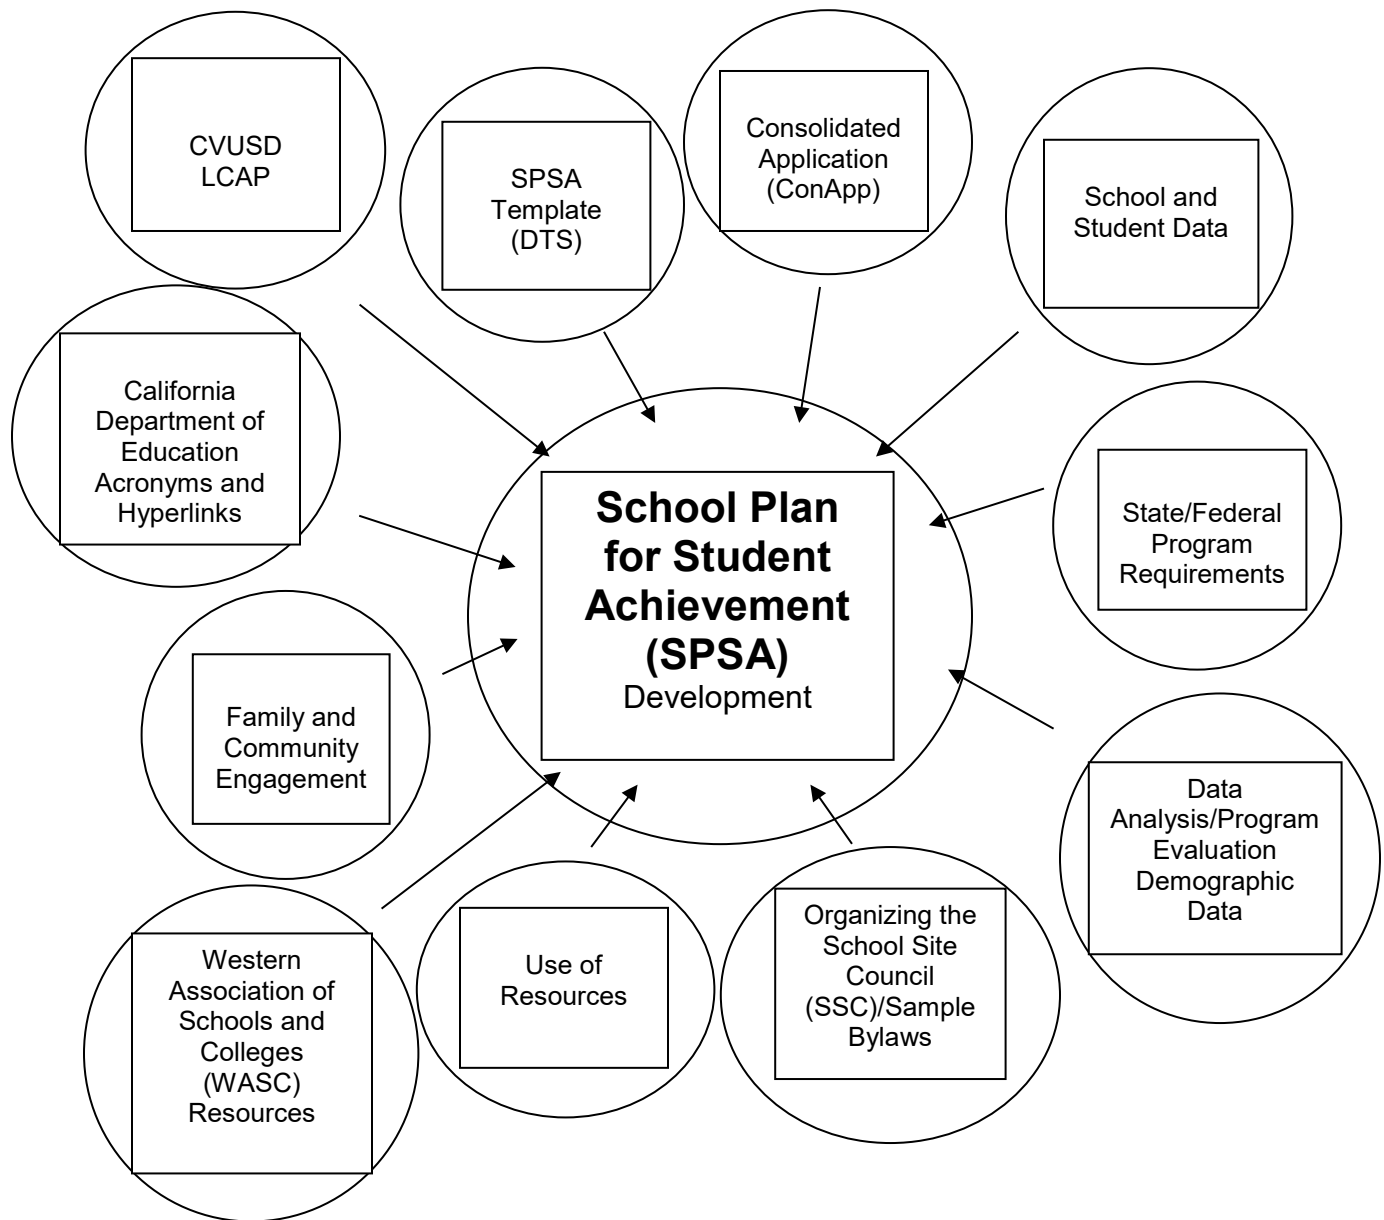 CVUSD
LCAP
SPSA
Template
(DTS)
Consolidated
Application
(ConApp)
School and
Student Data
California
Department of
Education
Acronyms and
Hyperlinks
School Plan
for Student
Achievement
(SPSA)
Development
State/Federal
Program
Requirements
Family and
Community
Engagement
Data
Analysis/Program
Evaluation
Demographic
Data
Western
Association of
Schools and
Colleges
(WASC)
Resources
Use of
Resources
Organizing the
School Site
Council
(SSC)/Sample
Bylaws